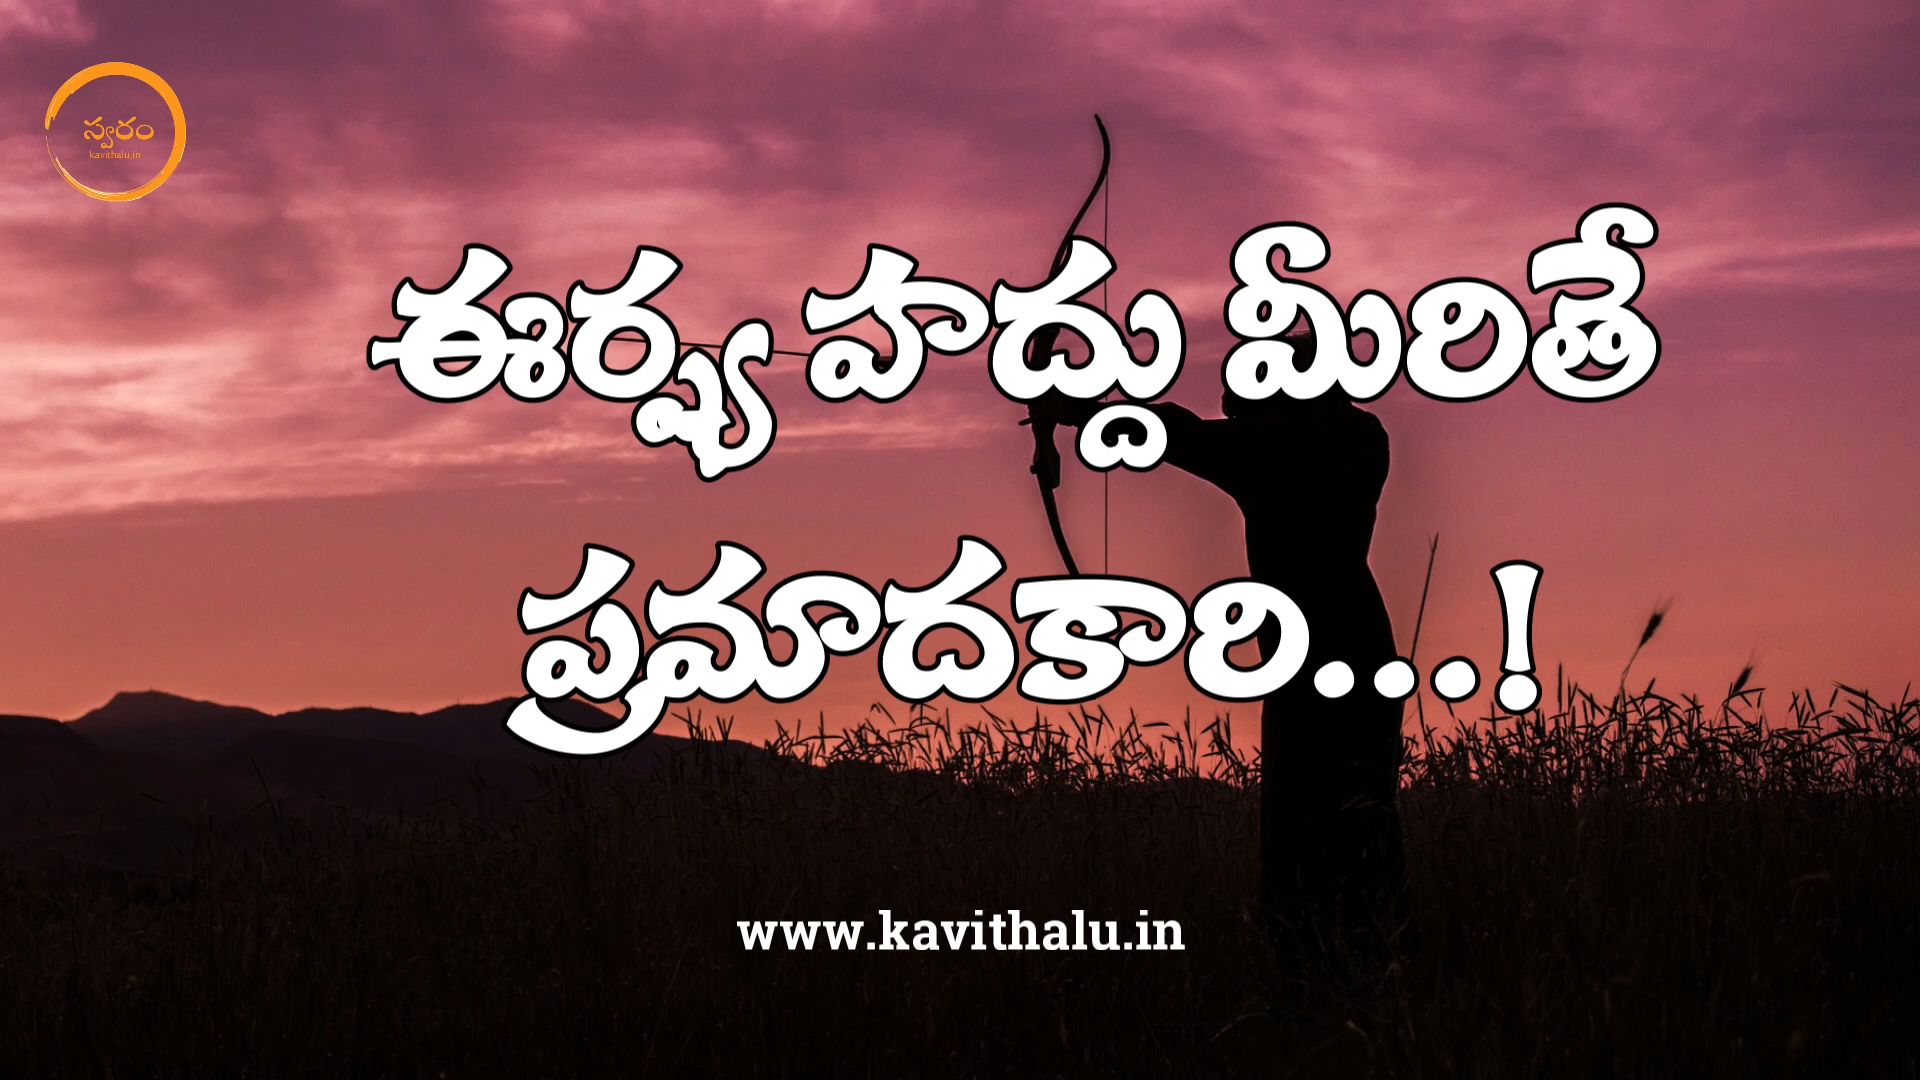 స్వరం
kavithalu.in
ఈర్ష్య హద్దు మీరితే
ప్రమాదకారి...!
www.kavithalu.in